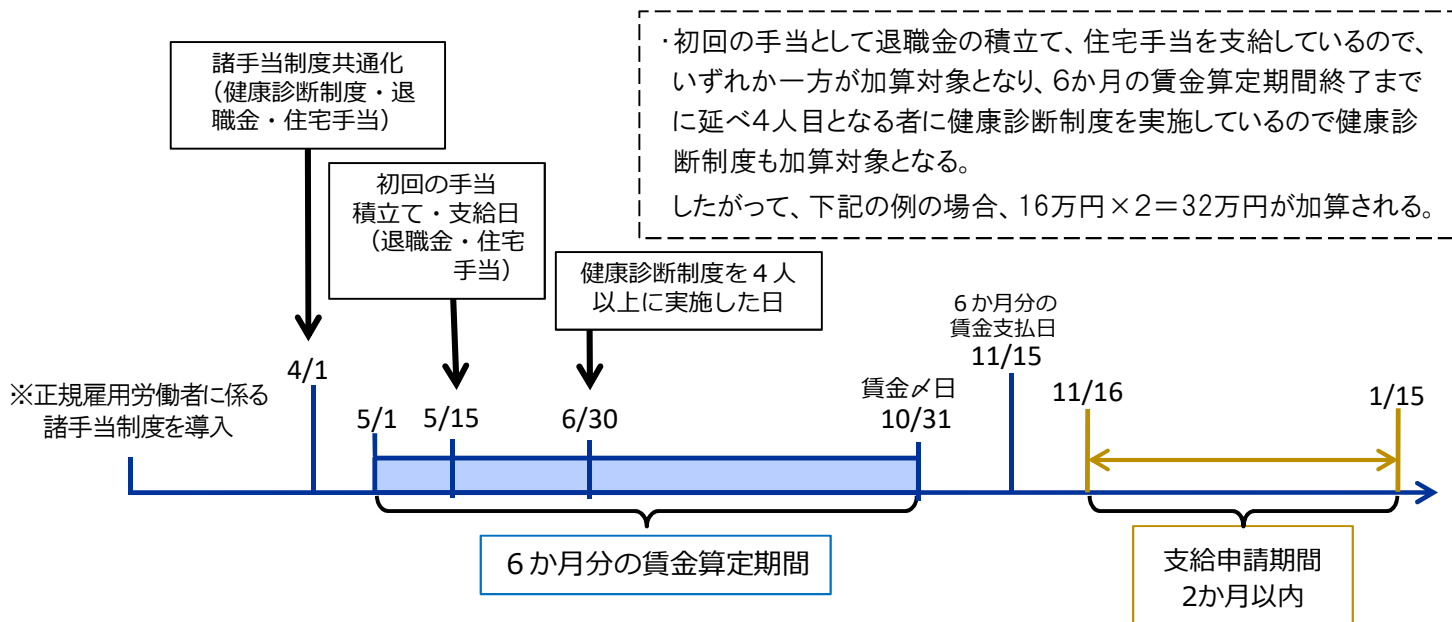 諸手当制度共通化
（健康診断制度・退
職金・住宅手当）
・初回の手当として退職金の積立て、住宅手当を支給しているので、
いずれか一方が加算対象となり、6か月の賃金算定期間終了まで
に延べ4人目となる者に健康診断制度を実施しているので健康診
断制度も加算対象となる。
したがって、下記の例の場合、16万円×2＝32万円が加算される。
初回の手当
積立て・支給日
（退職金・住宅
手当）
健康診断制度を４人
以上に実施した日
６か月分の
賃金支払日
11/15
4/1
※正規雇用労働者に係る
諸手当制度を導入
5/1
5/15
6/30
賃金〆日
10/31
11/16
1/15
６か月分の賃金算定期間
支給申請期間
2か月以内